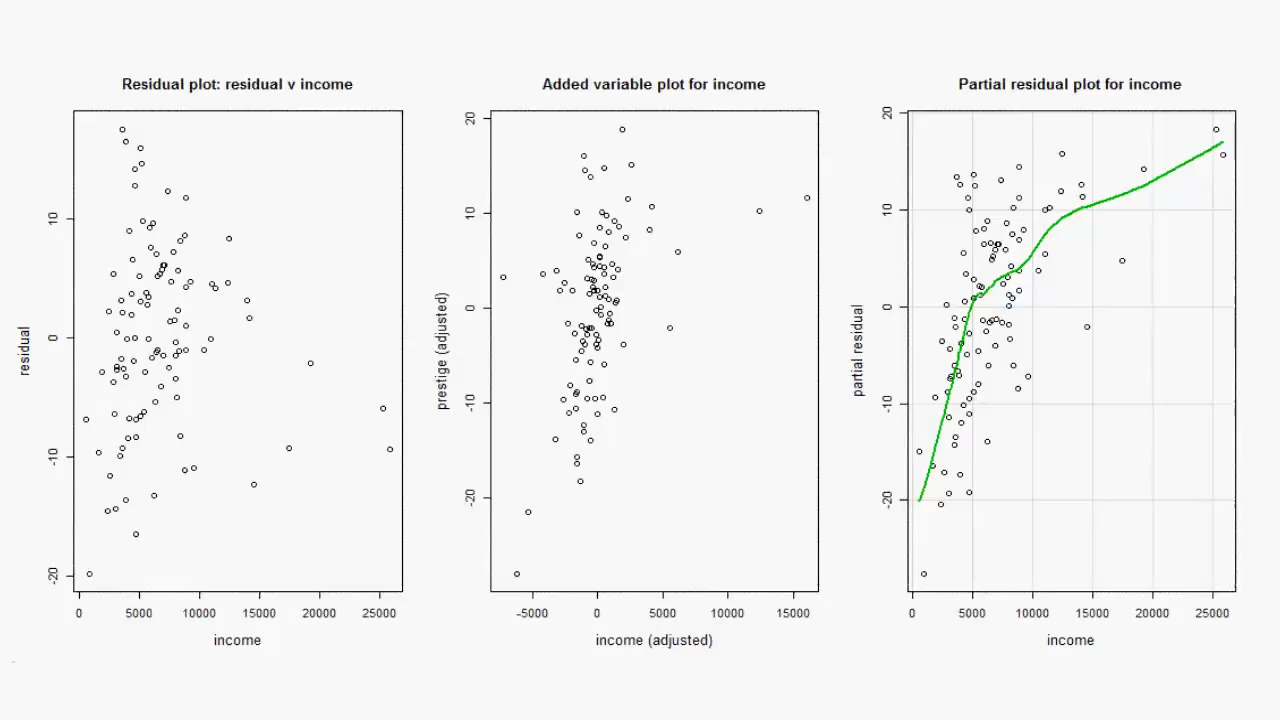 Residual plot: residual v income
residual
10
0
-10
-20
0 5000 10000 15000 20000 25000
income
Added variable plot for income
prestige (adjusted)
20
10
0
-10
-20
-5000 0 5000 10000 15000
income (adjusted)
Partial residual plot for income
partial residual
20
10
0
-10
-20
0 5000 10000 15000 20000 25000
income